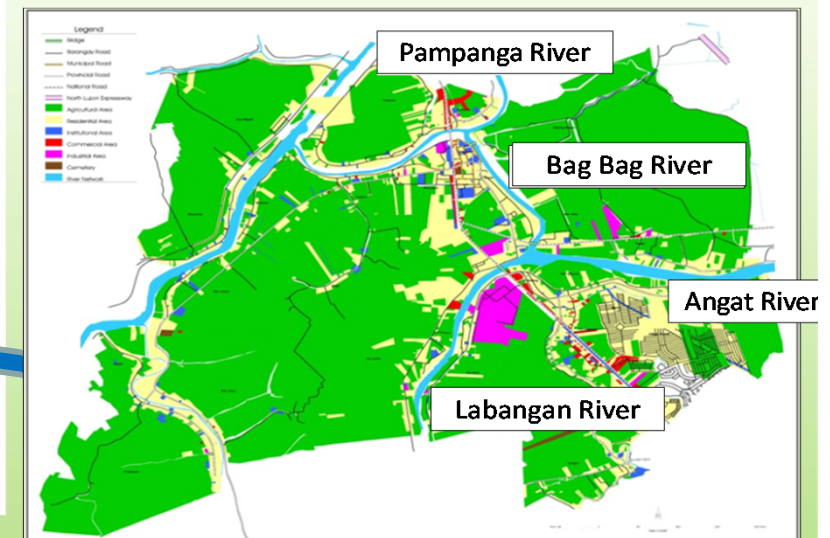 Legend
Bridge
Barangay Road
Municipal Road
Provincial Road
National Road
North Luzon Expressway
Agricultural Area
Residential Area
Institutional Area
Commercial Area
Industrial Area
Cemetery
River Network
Pampanga River
Bag Bag River
Angat River
Labangan River